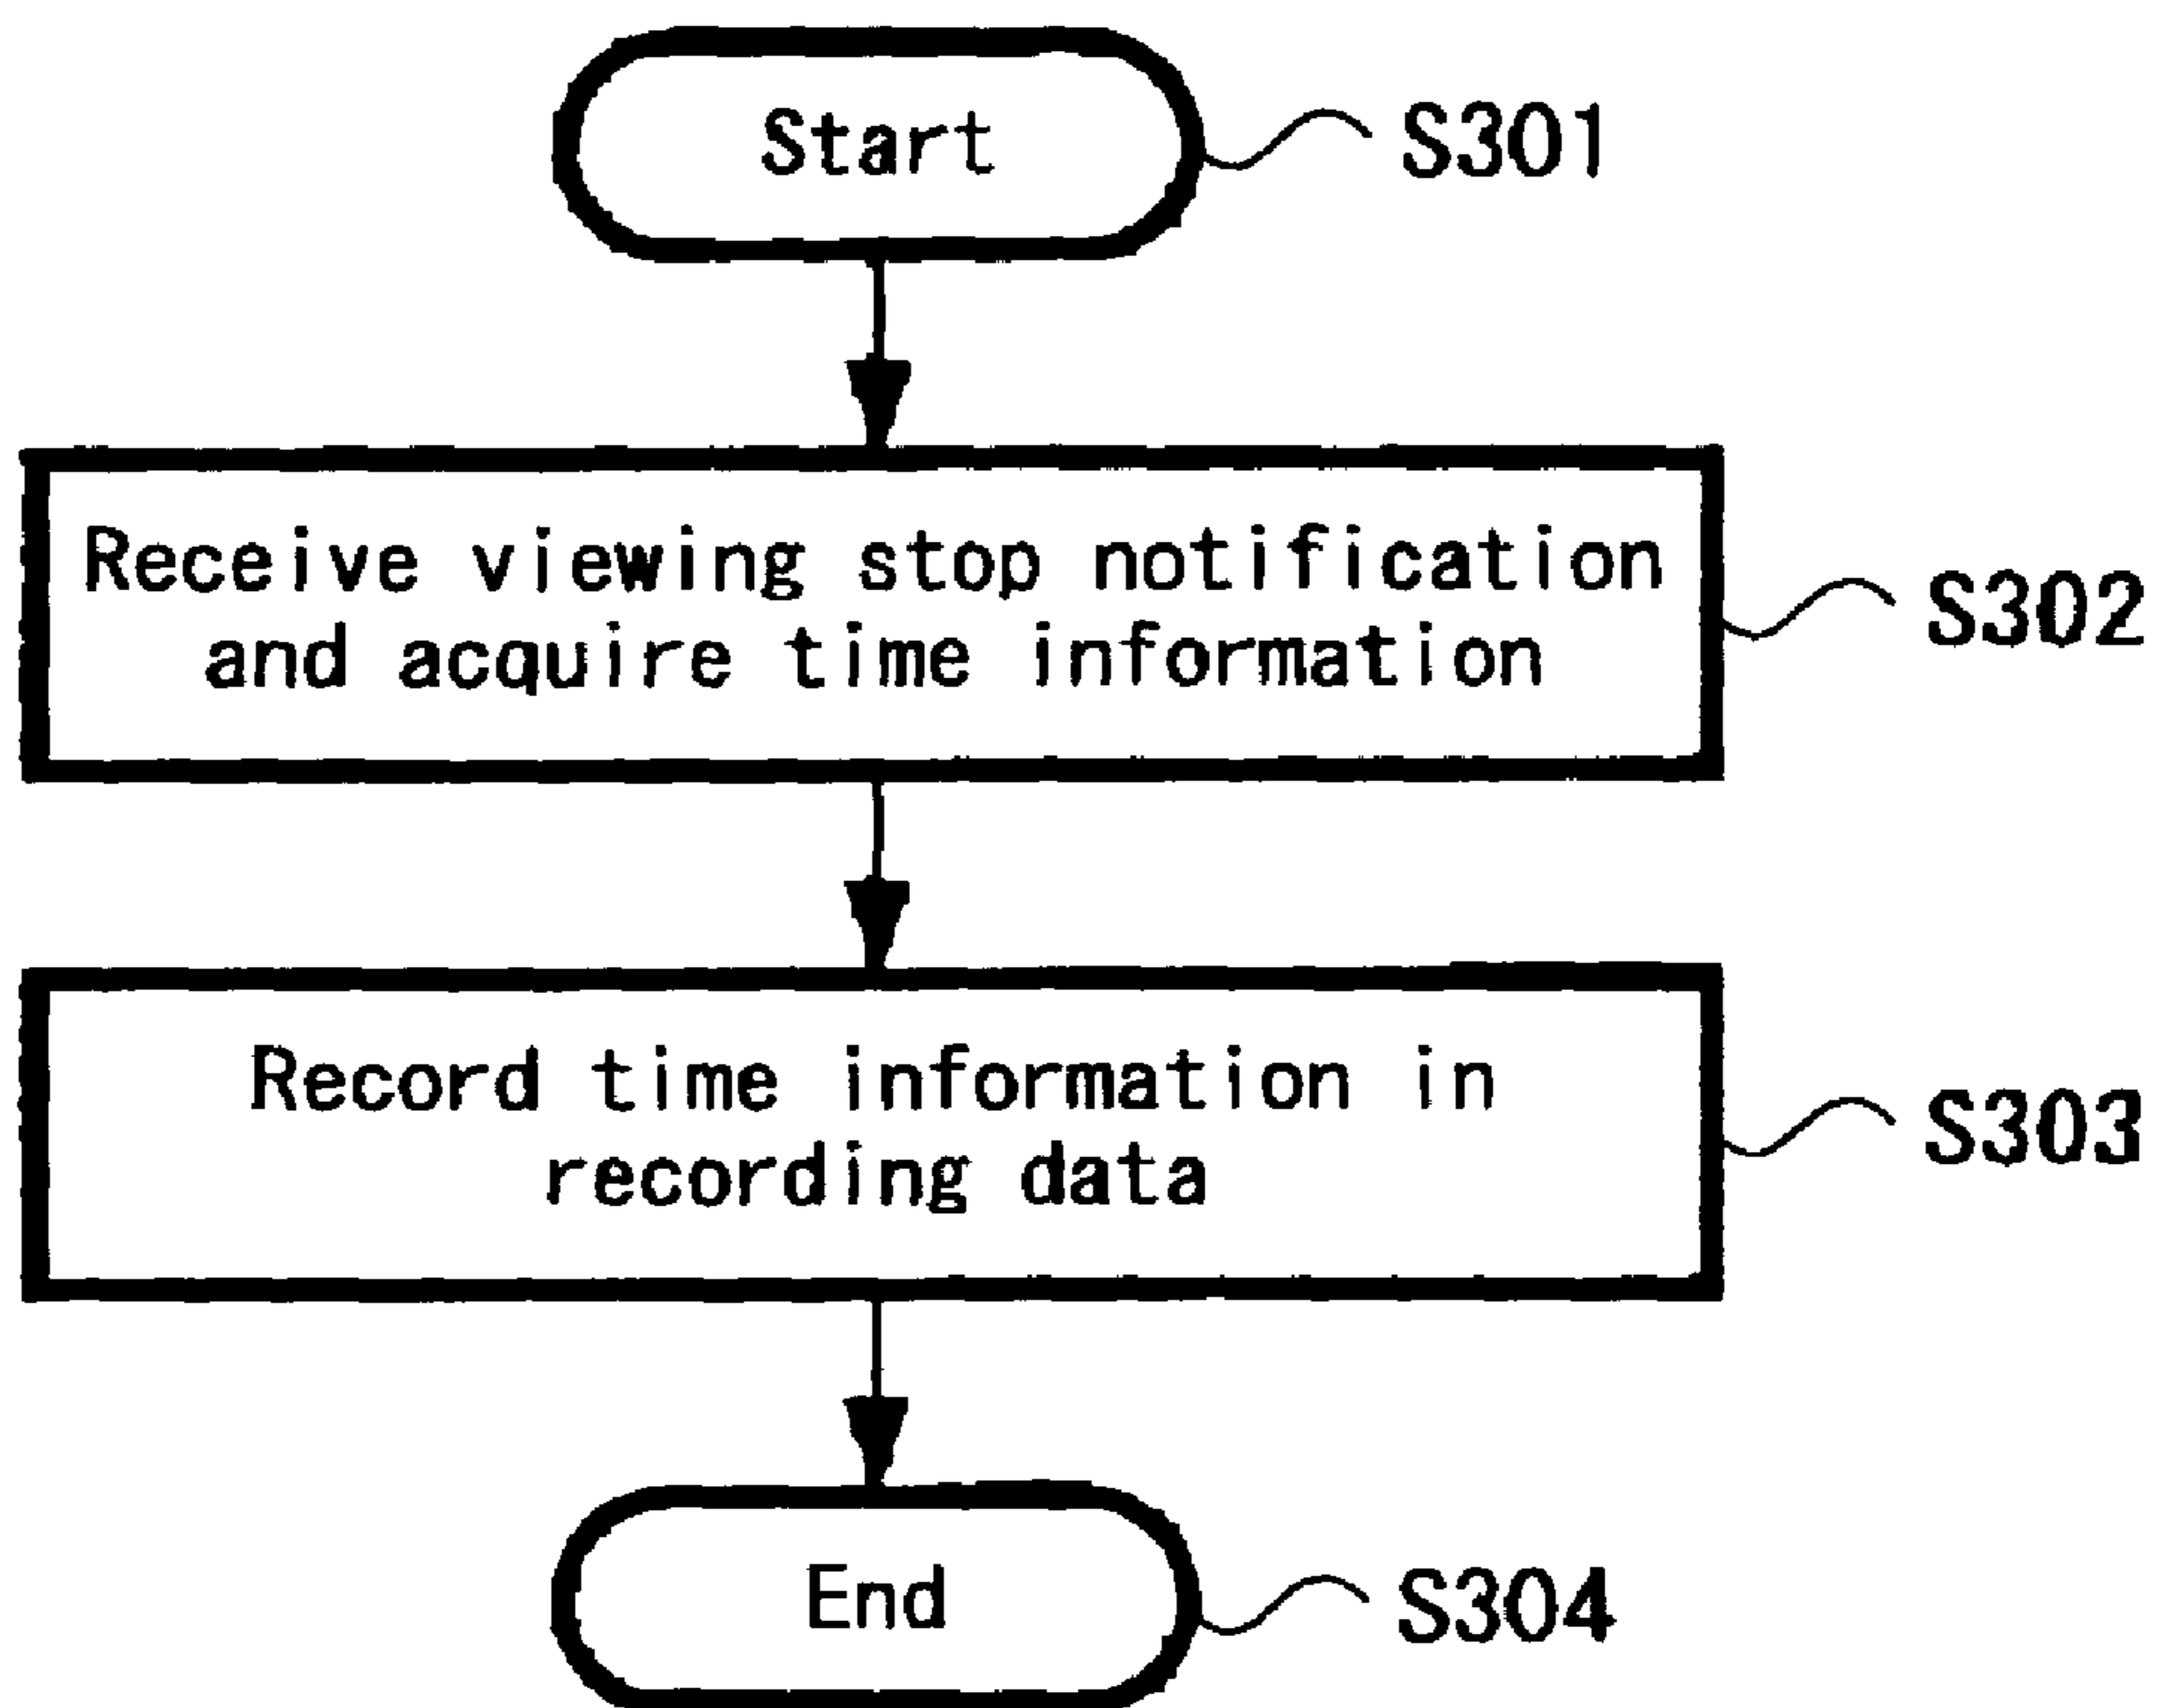 Start
S301
Receive viewing stop notification
and acquire time information
S302
Record time information in
recording data
S303
End
S304